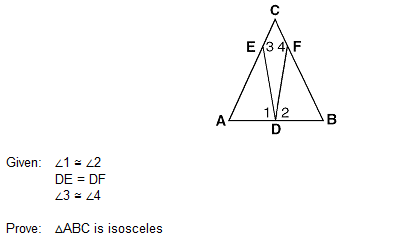 C
E 3 4 F
1 2
A B
D
Given: ∠1 ≃ ∠2
DE = DF
∠3 ≃ ∠4
Prove: △ABC is isosceles